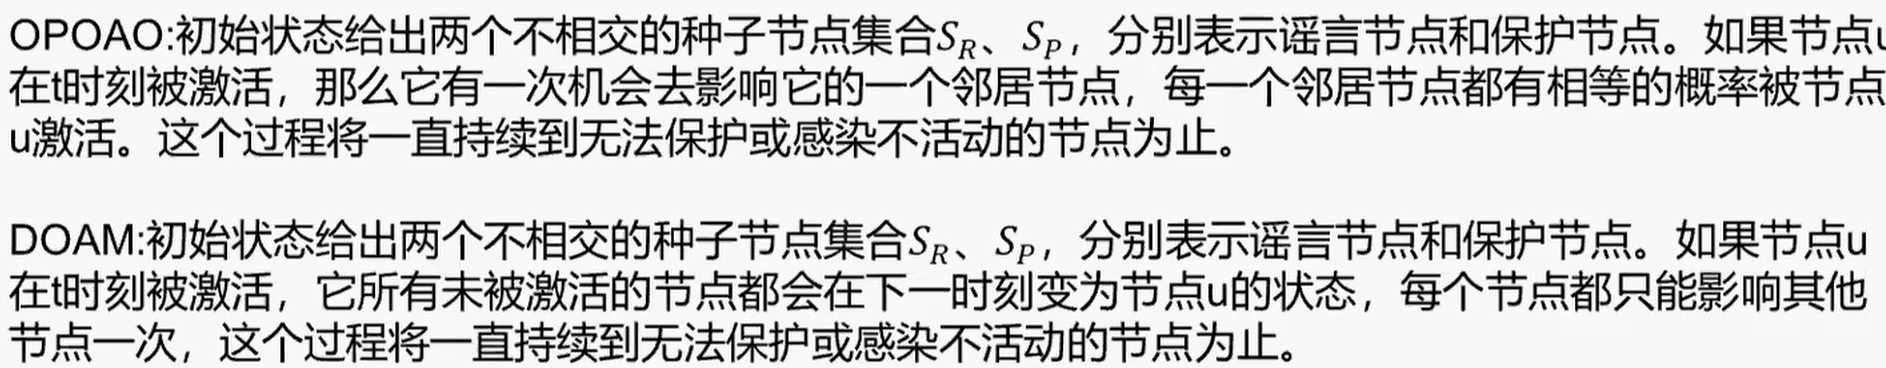 OPOAO:初始状态给出两个不相交的种子节点集合S_R、S_P，分别表示谣言节点和保护节点。如果节点u
在t时刻被激活，那么它有一次机会去影响它的一个邻居节点，每一个邻居节点都有相等的概率被节点
u激活。这个过程将一直持续到无法保护或感染不活动的节点为止。
DOAM:初始状态给出两个不相交的种子节点集合S_R、S_P，分别表示谣言节点和保护节点。如果节点u
在t时刻被激活，它所有未被激活的节点都会在下一时刻变为节点u的状态，每个节点都只能影响其他
节点一次，这个过程将一直持续到无法保护或感染不活动的节点为止。